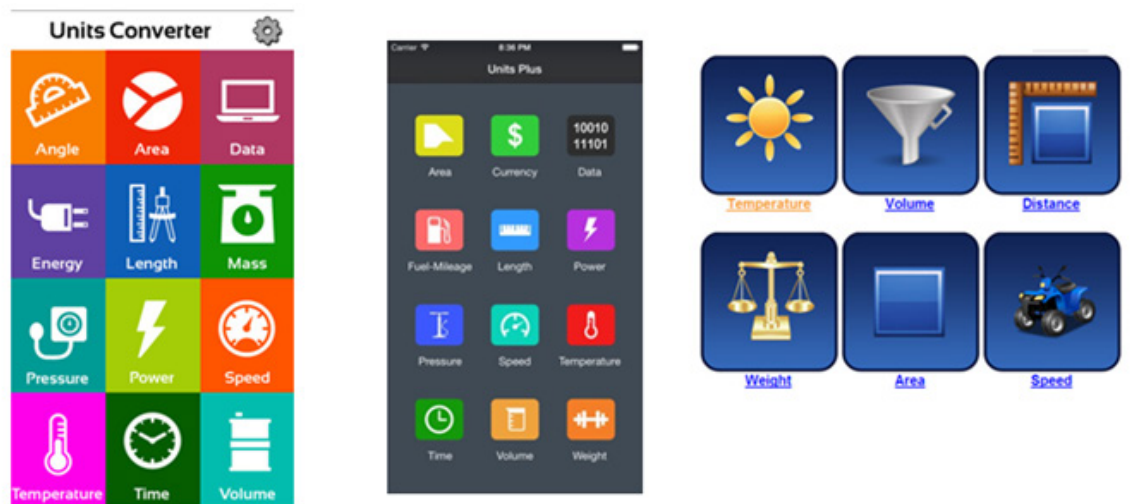 Units Converter
Angle Area Data
Energy Length Mass
Pressure Power Speed
Temperature Time Volume
Carrier 8:36 PM
Units Plus
$ 10010
11101
Area Currency Data
Fuel-Mileage Length Power
Pressure Speed Temperature
Time Volume Weight
Temperature Volume Distance
Weight Area Speed